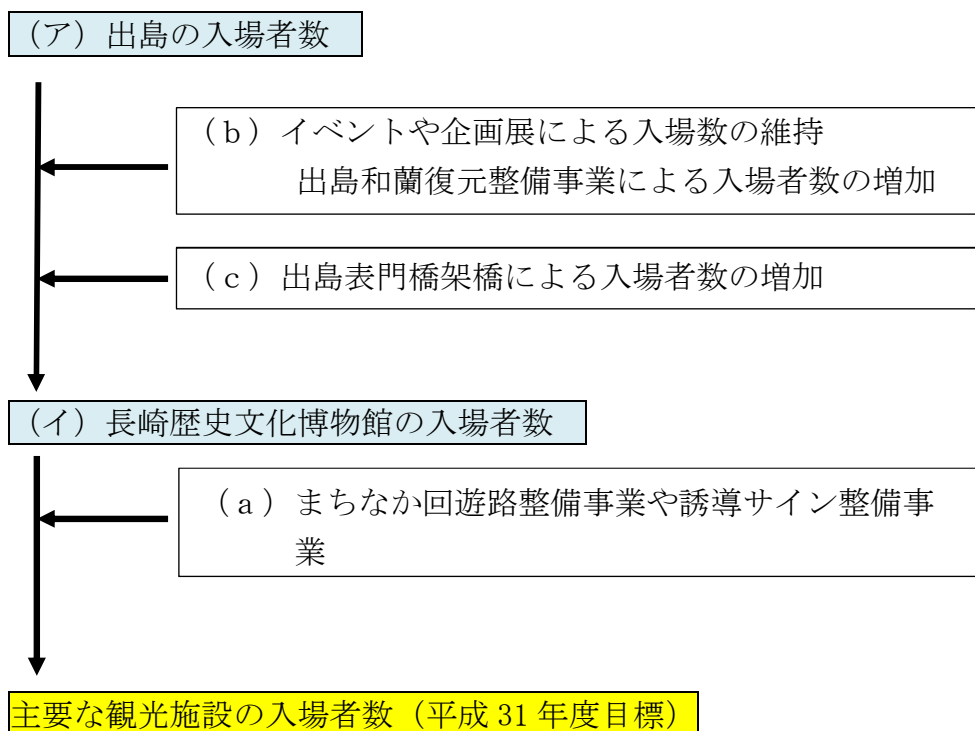 （ア）出島の入場者数
（ｂ）イベントや企画展による入場数の維持
出島和蘭復元整備事業による入場者数の増加
（ｃ）出島表門橋架橋による入場者数の増加
（イ）長崎歴史文化博物館の入場者数
（ａ）まちなか回遊路整備事業や誘導サイン整備事
業
主要な観光施設の入場者数（平成 31 年度目標）